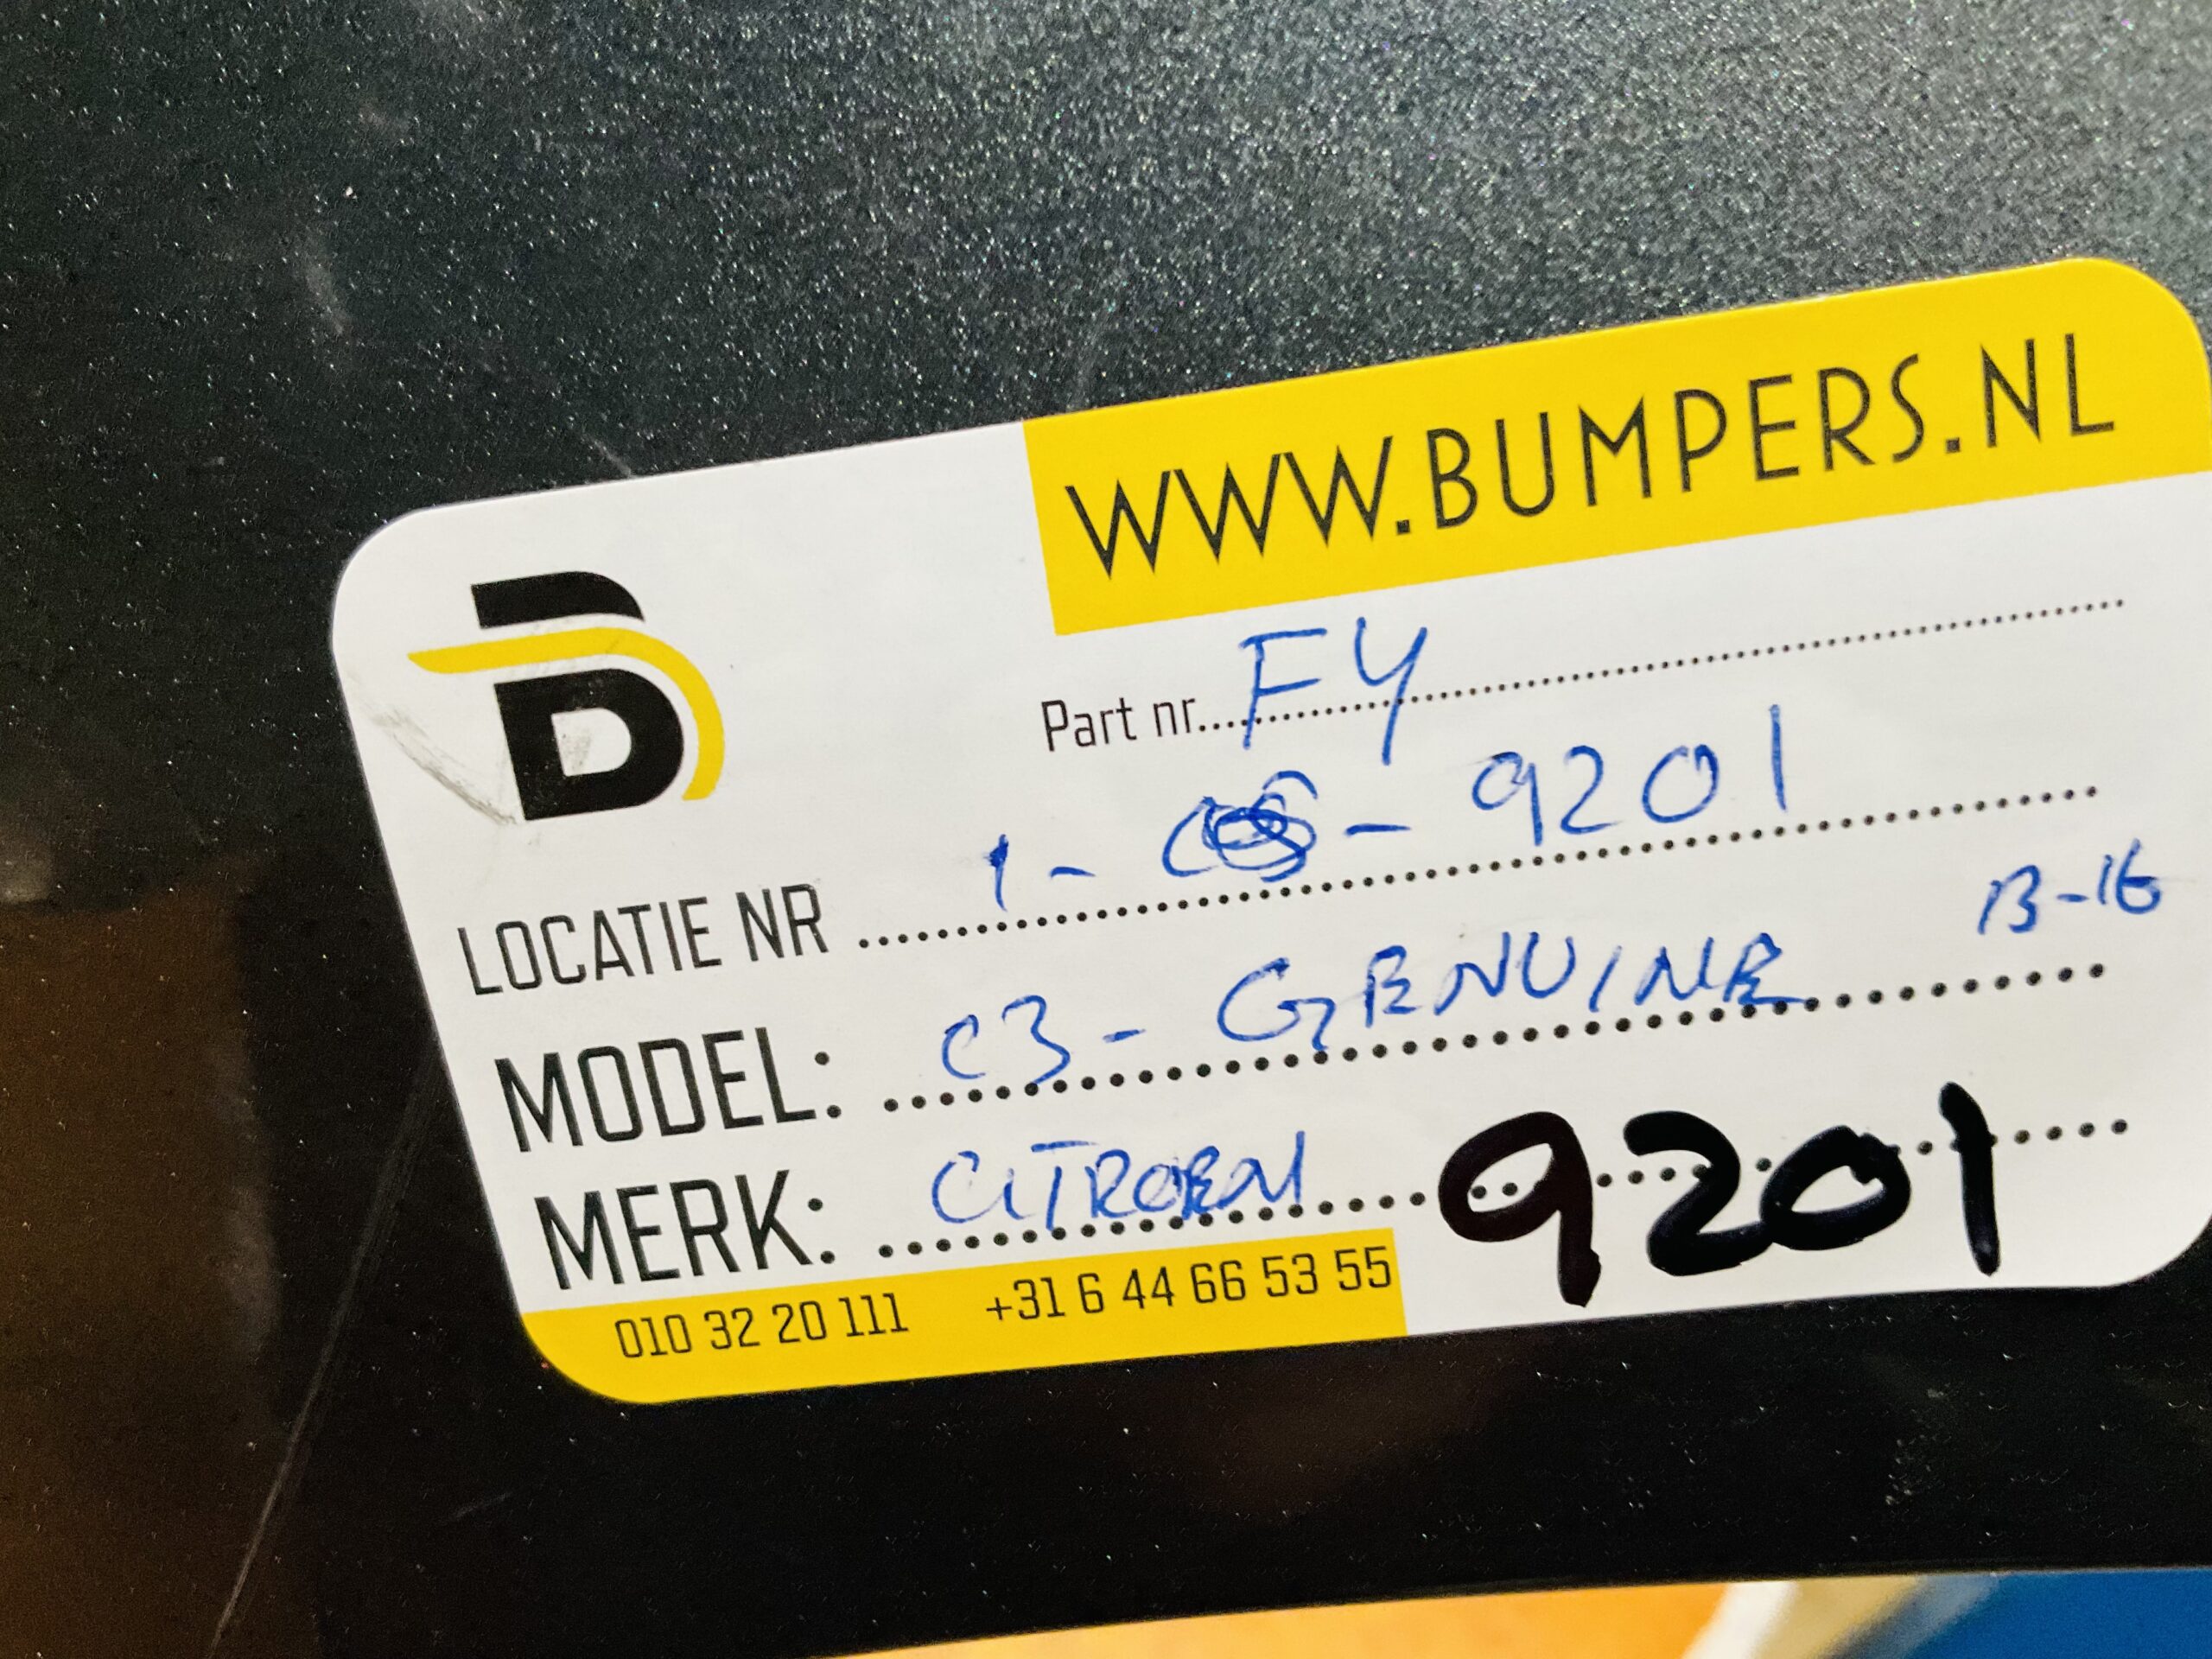 WWW.BUMPERS.NL
Part nr. FY
LOCATIE NR 1 - - 9201
13-16
MODEL: C3 - GENUINE
MERK: CITROEN 9201
010 32 20 111 +31 6 44 66 53 55